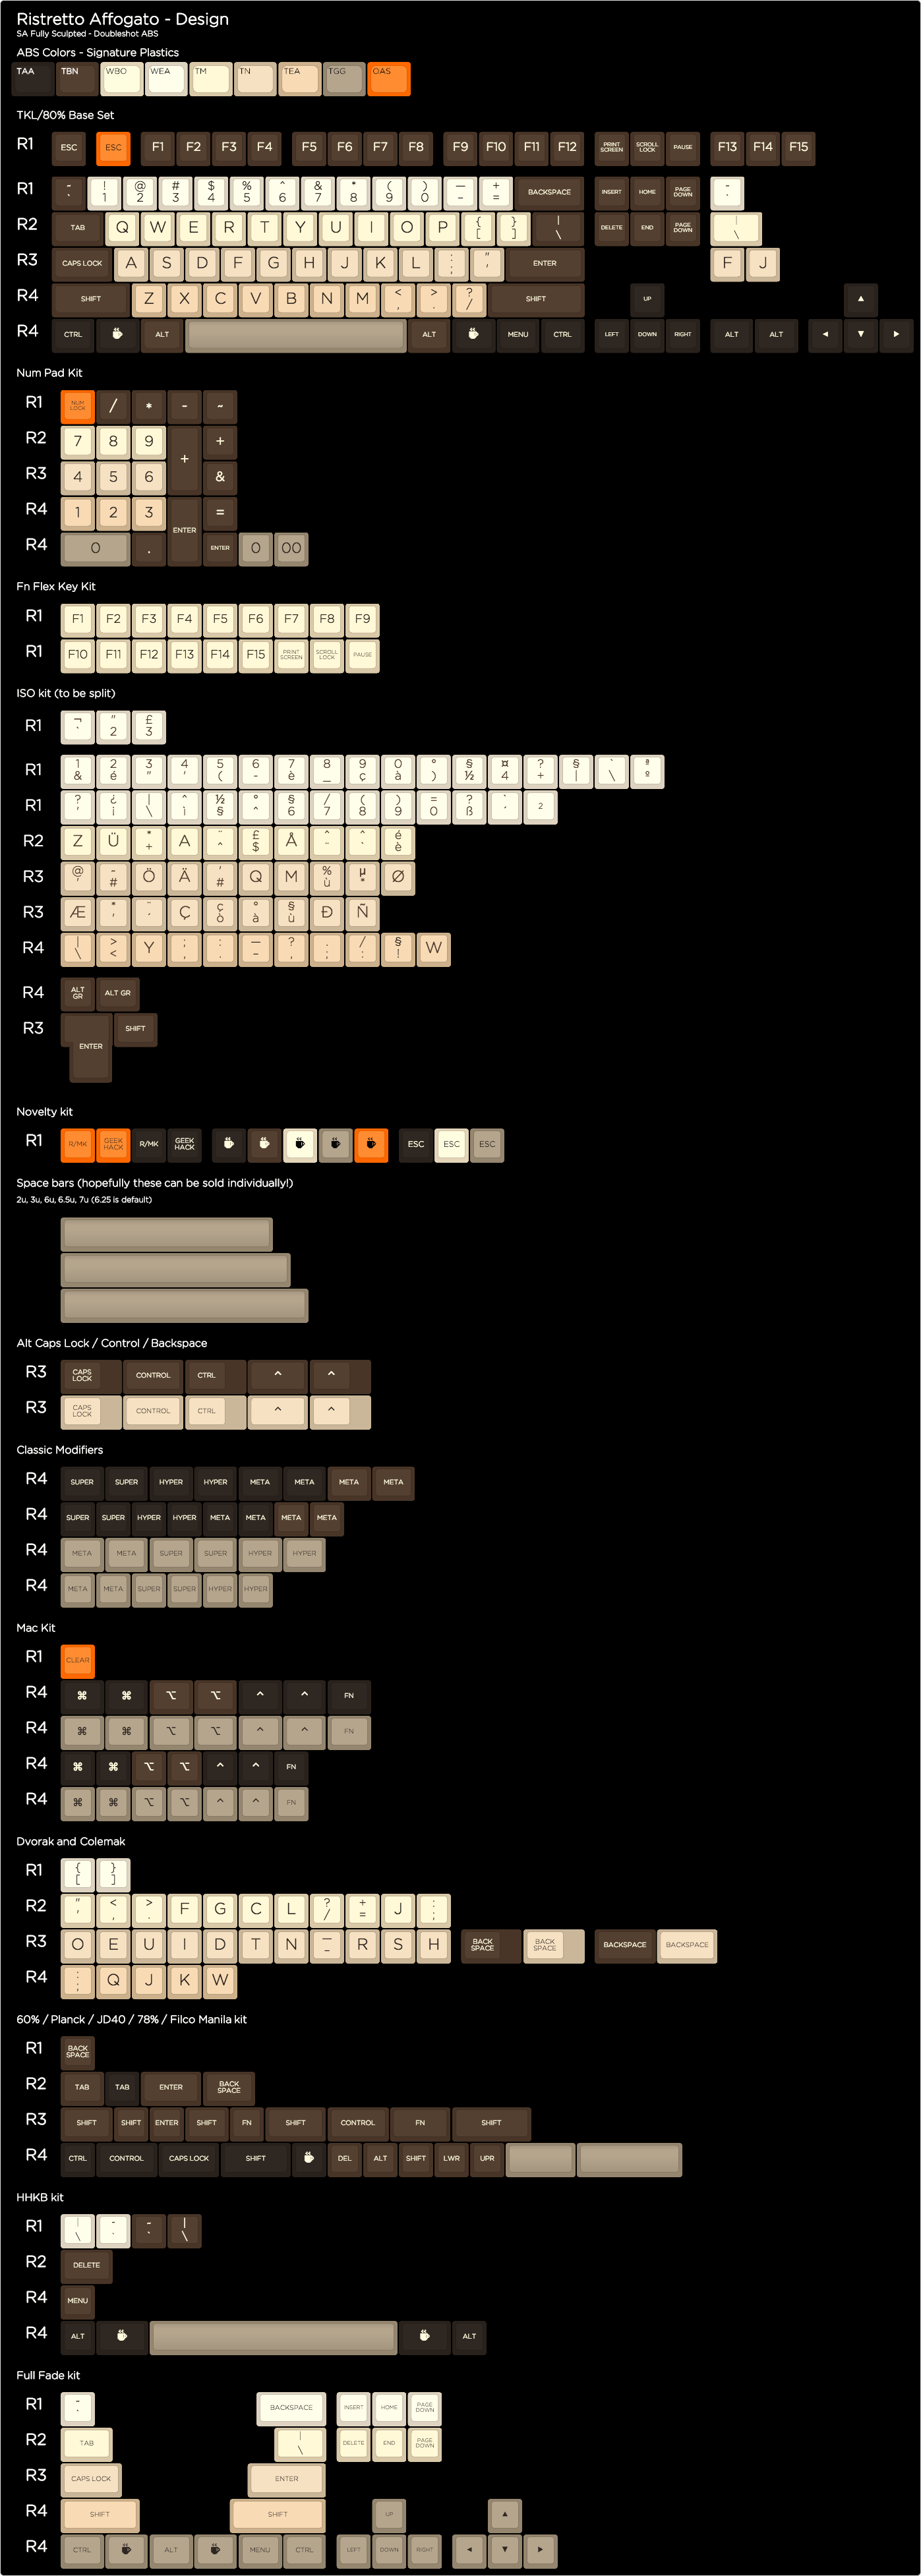 Ristretto Affogato - Design
SA Fully Sculpted - Doubleshot ABS
ABS Colors - Signature Plastics
TAA TBN WBO WEA TM TN TEA TGG OAS
TKL/80% Base Set
R1 ESC ESC F1 F2 F3 F4 F5 F6 F7 F8 F9 F10 F11 F12 PRINT SCREEN SCROLL LOCK PAUSE F13 F14 F15
R1 ~ ` ! 1 @ 2 # 3 $ 4 % 5 ^ 6 & 7 * 8 ( 9 ) 0 — - + = BACKSPACE INSERT HOME PAGE DOWN ~ `
R2 TAB Q W E R T Y U I O P { [ } ] | \ DELETE END PAGE DOWN | \
R3 CAPS LOCK A S D F G H J K L : ; " ' ENTER F J
R4 SHIFT Z X C V B N M < , > . ? / SHIFT UP ▲
R4 CTRL ALT ALT MENU CTRL LEFT DOWN RIGHT ALT ALT ◄ ▼ ►
Num Pad Kit
R1 NUM LOCK / * - ~
R2 7 8 9 + +
R3 4 5 6 &
R4 1 2 3 ENTER =
R4 0 . ENTER 0 00
Fn Flex Key Kit
R1 F1 F2 F3 F4 F5 F6 F7 F8 F9
R1 F10 F11 F12 F13 F14 F15 PRINT SCREEN SCROLL LOCK PAUSE
ISO kit (to be split)
R1 ¬ ` " 2 £ 3
R1 1 & 2 é 3 " 4 ' 5 ( 6 - 7 è 8 _ 9 ç 0 à ° ) § ½ ¤ 4 ? + § | ` \ ª º
R1 ? ' ¿ ¡ | \ ^ ì ½ § ° ^ § 6 / 7 ( 8 ) 9 = 0 ? ß ` ´ 2
R2 Z Ü * + A ¨ ^ £ $ Å ^ ¨ ^ ` é è
R3 @ ' ~ # Ö Ä ' # Q M % ù µ * Ø
R3 Æ * ' ¨ ´ Ç ç ò ° à § ù Ð Ñ
R4 | \ > < Y ; , : . — - ? , . ; / : § ! W
R4 ALT GR ALT GR
R3 ENTER SHIFT
Novelty kit
R1 R/MK GEEK HACK R/MK GEEK HACK ESC ESC ESC
Space bars (hopefully these can be sold individually!)
2u, 3u, 6u, 6.5u, 7u (6.25 is default)
Alt Caps Lock / Control / Backspace
R3 CAPS LOCK CONTROL CTRL ^ ^
R3 CAPS LOCK CONTROL CTRL ^ ^
Classic Modifiers
R4 SUPER SUPER HYPER HYPER META META META META
R4 SUPER SUPER HYPER HYPER META META META META
R4 META META SUPER SUPER HYPER HYPER
R4 META META SUPER SUPER HYPER HYPER
Mac Kit
R1 CLEAR
R4 ⌘ ⌘ ⌥ ⌥ ^ ^ FN
R4 ⌘ ⌘ ⌥ ⌥ ^ ^ FN
R4 ⌘ ⌘ ⌥ ⌥ ^ ^ FN
R4 ⌘ ⌘ ⌥ ⌥ ^ ^ FN
Dvorak and Colemak
R1 { [ } ]
R2 " ' < , > . F G C L ? / + = J : ;
R3 O E U I D T N — - R S H BACK SPACE BACK SPACE BACKSPACE BACKSPACE
R4 : ; Q J K W
60% / Planck / JD40 / 78% / Filco Manila kit
R1 BACK SPACE
R2 TAB TAB ENTER BACK SPACE
R3 SHIFT SHIFT ENTER SHIFT FN SHIFT CONTROL FN SHIFT
R4 CTRL CONTROL CAPS LOCK SHIFT DEL ALT SHIFT LWR UPR
HHKB kit
R1 | \ ~ ` ~ ` | \
R2 DELETE
R4 MENU
R4 ALT ALT
Full Fade kit
R1 ~ ` BACKSPACE INSERT HOME PAGE DOWN
R2 TAB | \ DELETE END PAGE DOWN
R3 CAPS LOCK ENTER
R4 SHIFT SHIFT UP ▲
R4 CTRL ALT MENU CTRL LEFT DOWN RIGHT ◄ ▼ ►